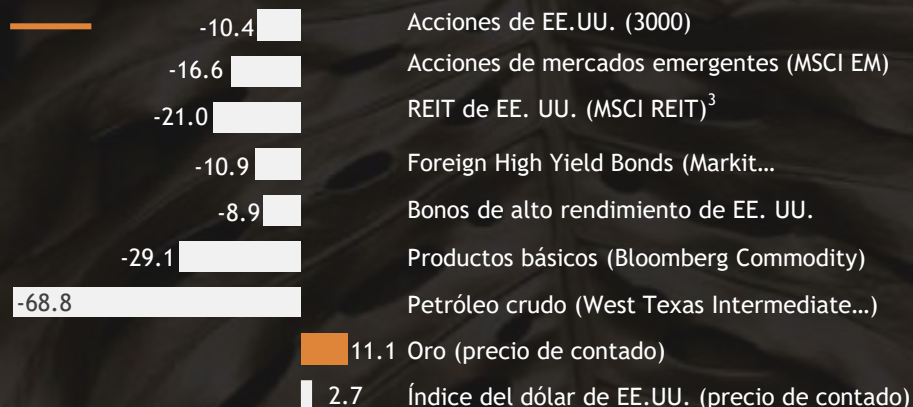 -10.4 Acciones de EE.UU. (3000)
-16.6 Acciones de mercados emergentes (MSCI EM)
-21.0 REIT de EE. UU. (MSCI REIT)³
-10.9 Foreign High Yield Bonds (Markit…
-8.9 Bonos de alto rendimiento de EE. UU.
-29.1 Productos básicos (Bloomberg Commodity)
-68.8 Petróleo crudo (West Texas Intermediate…)
11.1 Oro (precio de contado)
2.7 Índice del dólar de EE.UU. (precio de contado)